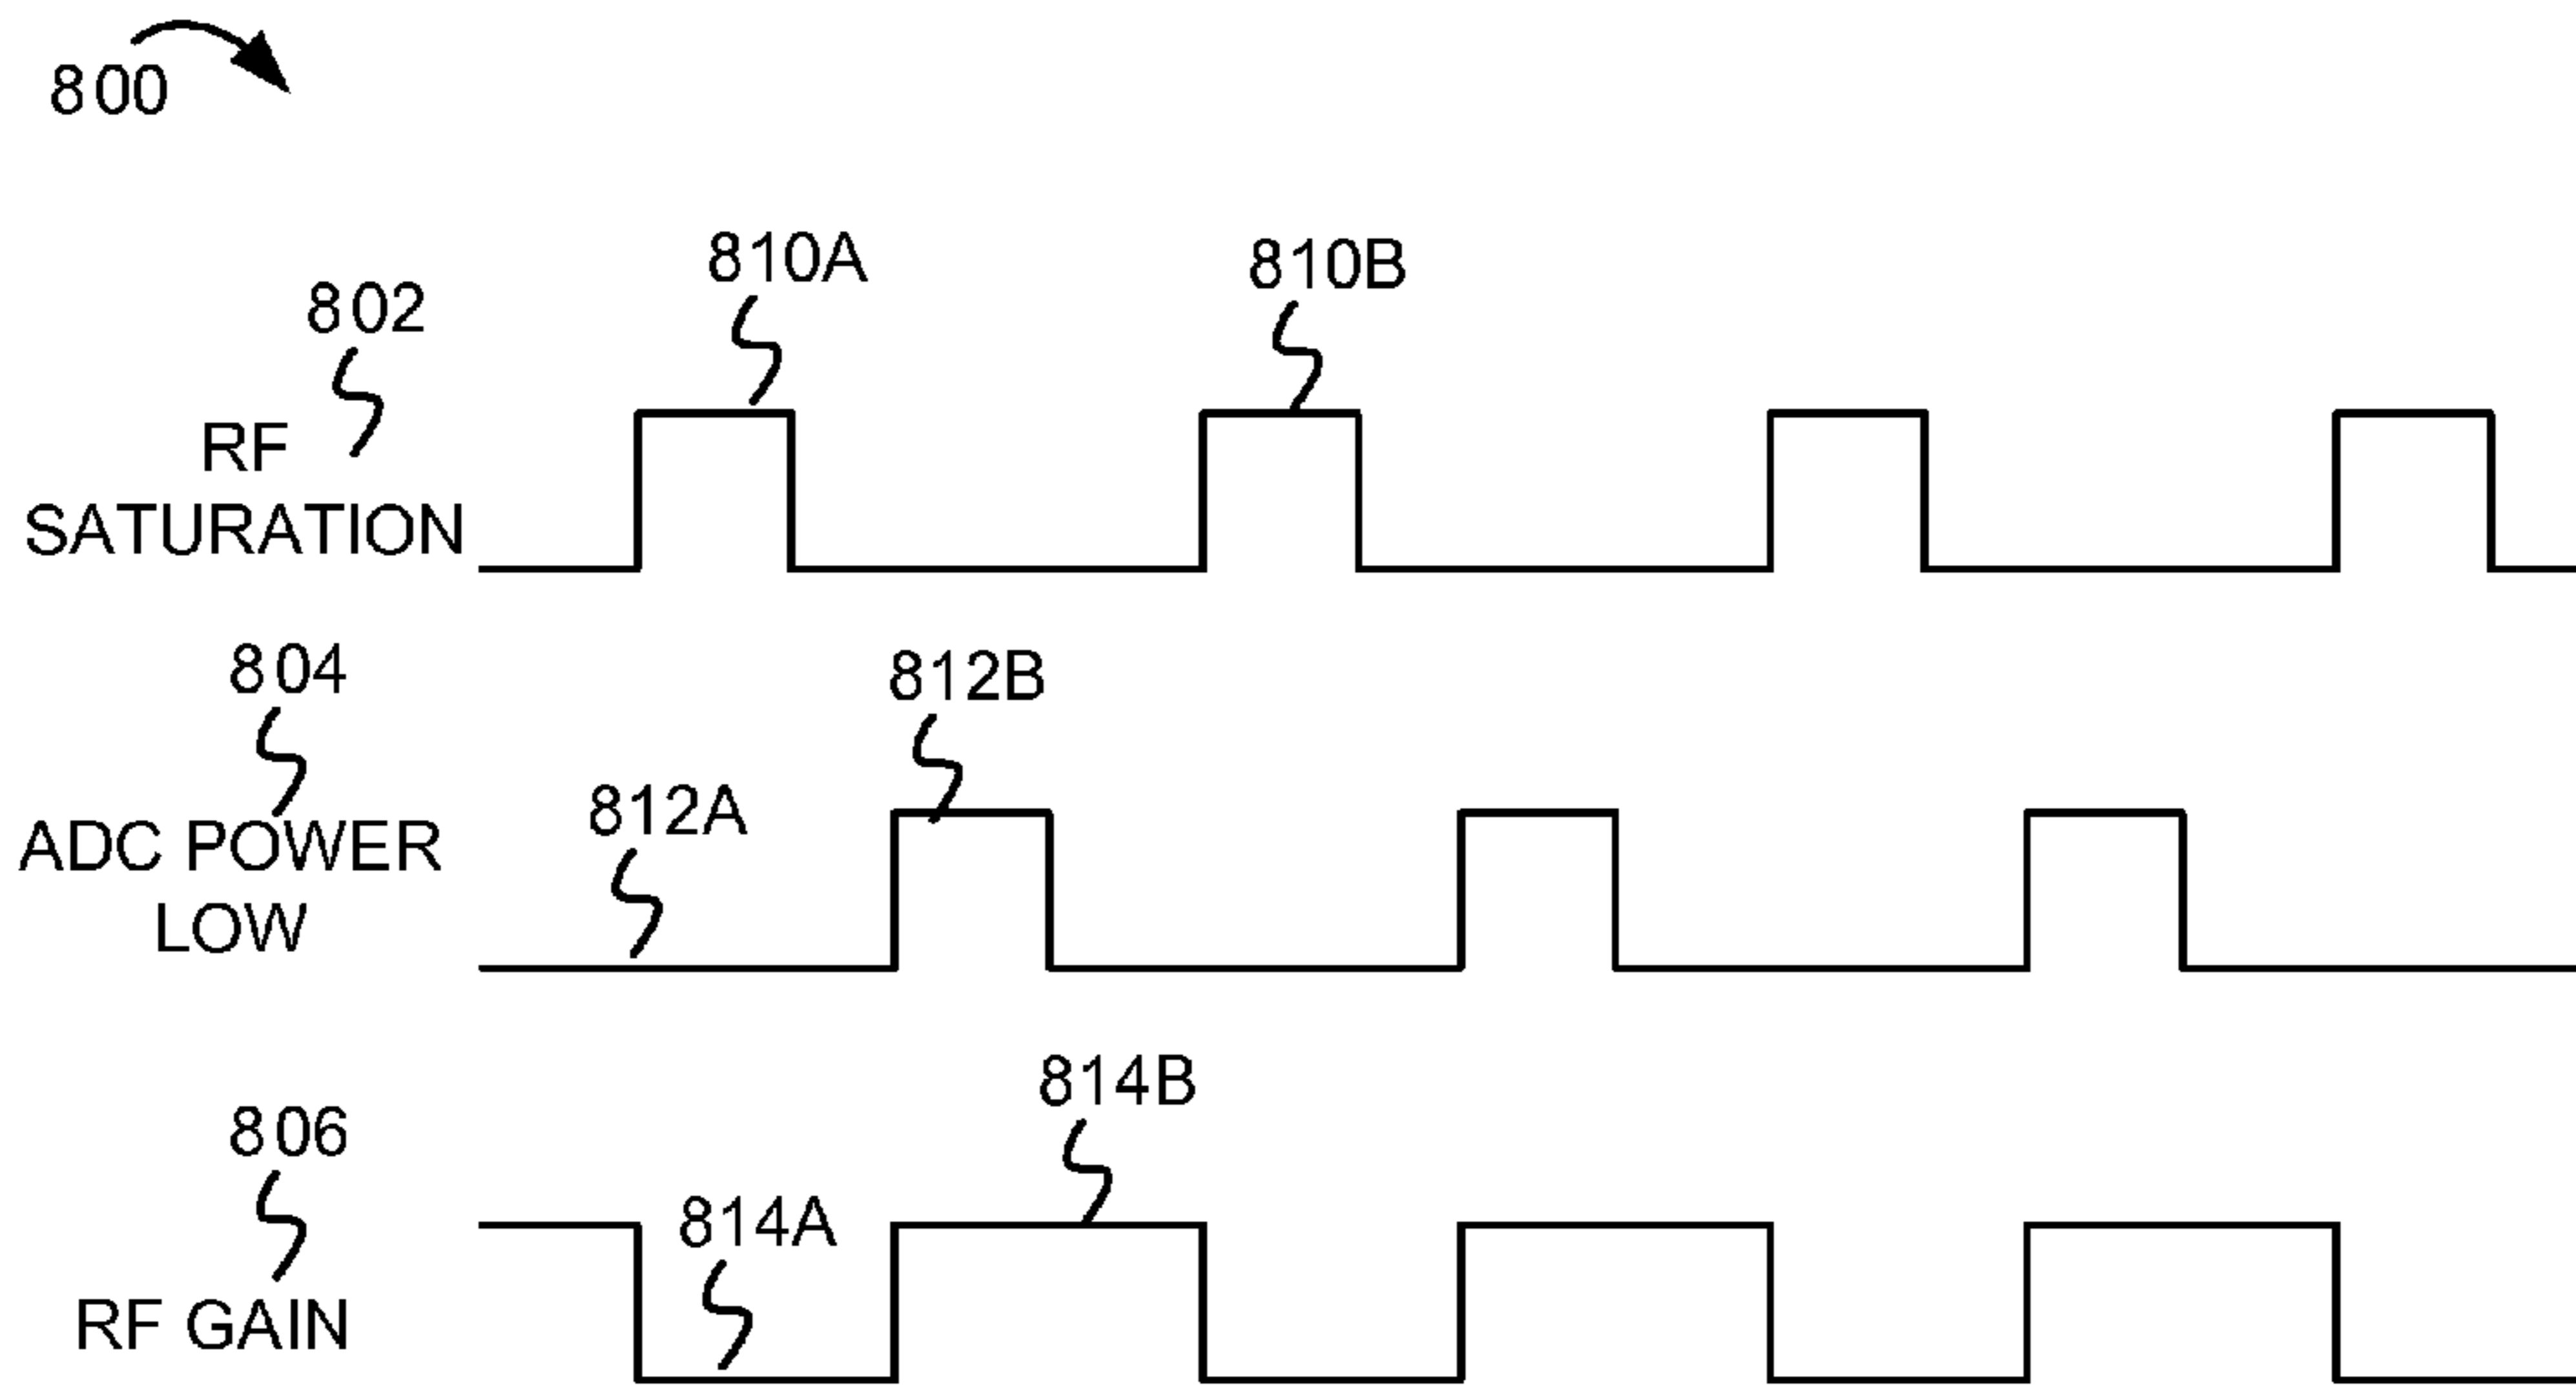 800
810A
810B
802
RF
SATURATION
804
812B
812A
ADC POWER
LOW
814B
806
814A
RF GAIN